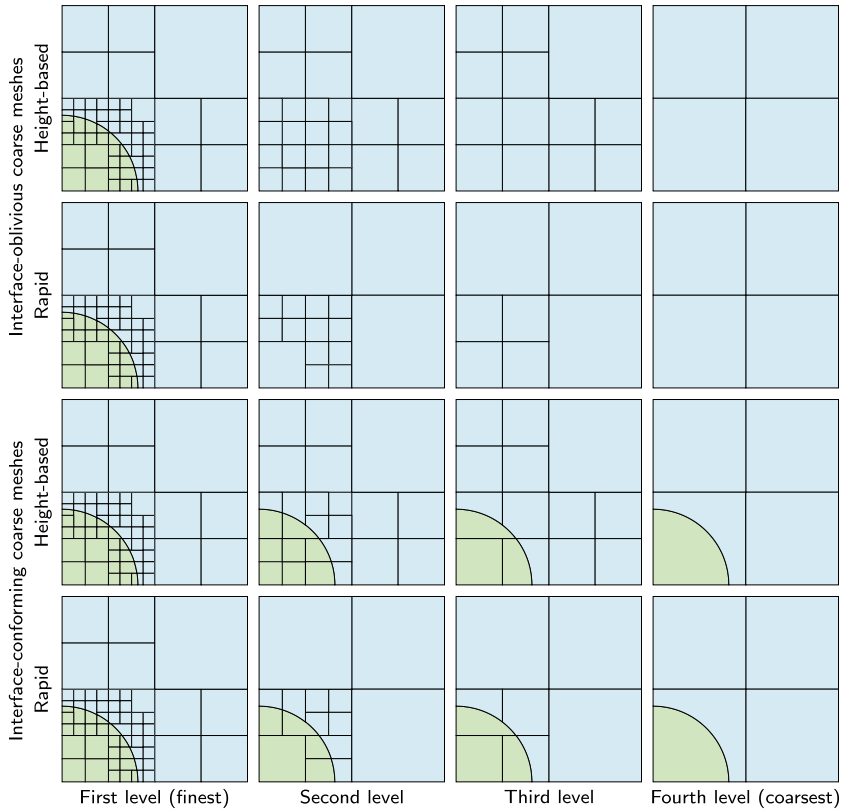 Interface-oblivious coarse meshes
Height-based
Rapid
Interface-conforming coarse meshes
Height-based
Rapid
First level (finest)
Second level
Third level
Fourth level (coarsest)